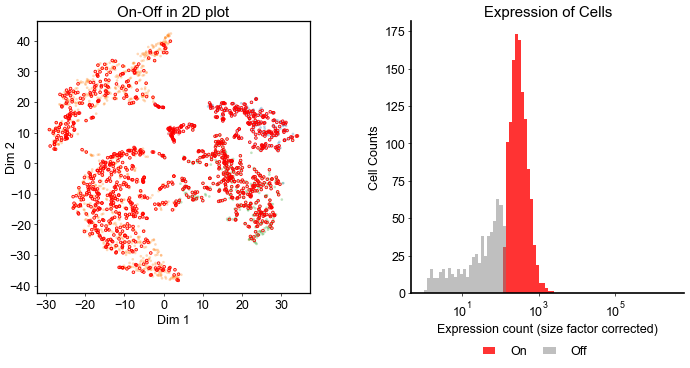 On-Off in 2D plot
40
30
20
10
0
−10
−20
−30
−40
Dim 2
−30 −20 −10 0 10 20 30
Dim 1
Expression of Cells
175
150
125
100
75
50
25
0
Cell Counts
10^1 10^3 10^5
Expression count (size factor corrected)
On Off